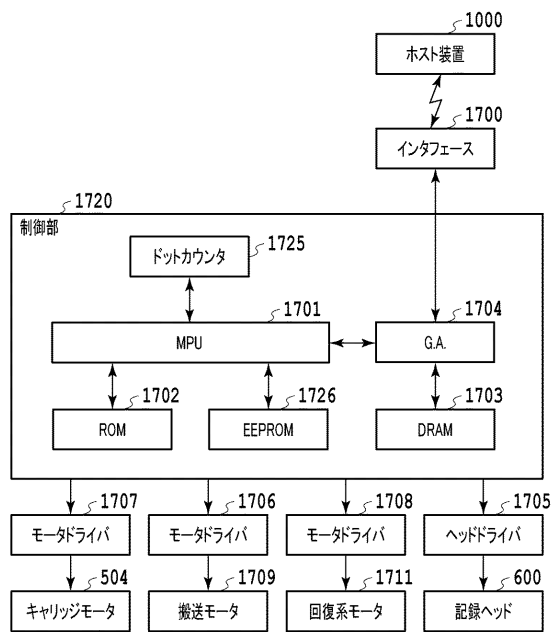 1000
ホスト装置
1700
インタフェース
1720
制御部
1725
ドットカウンタ
1701
MPU
1704
G.A.
1702
ROM
1726
EEPROM
1703
DRAM
1707
モータドライバ
1706
モータドライバ
1708
モータドライバ
1705
ヘッドドライバ
504
キャリッジモータ
1709
搬送モータ
1711
回復系モータ
600
記録ヘッド